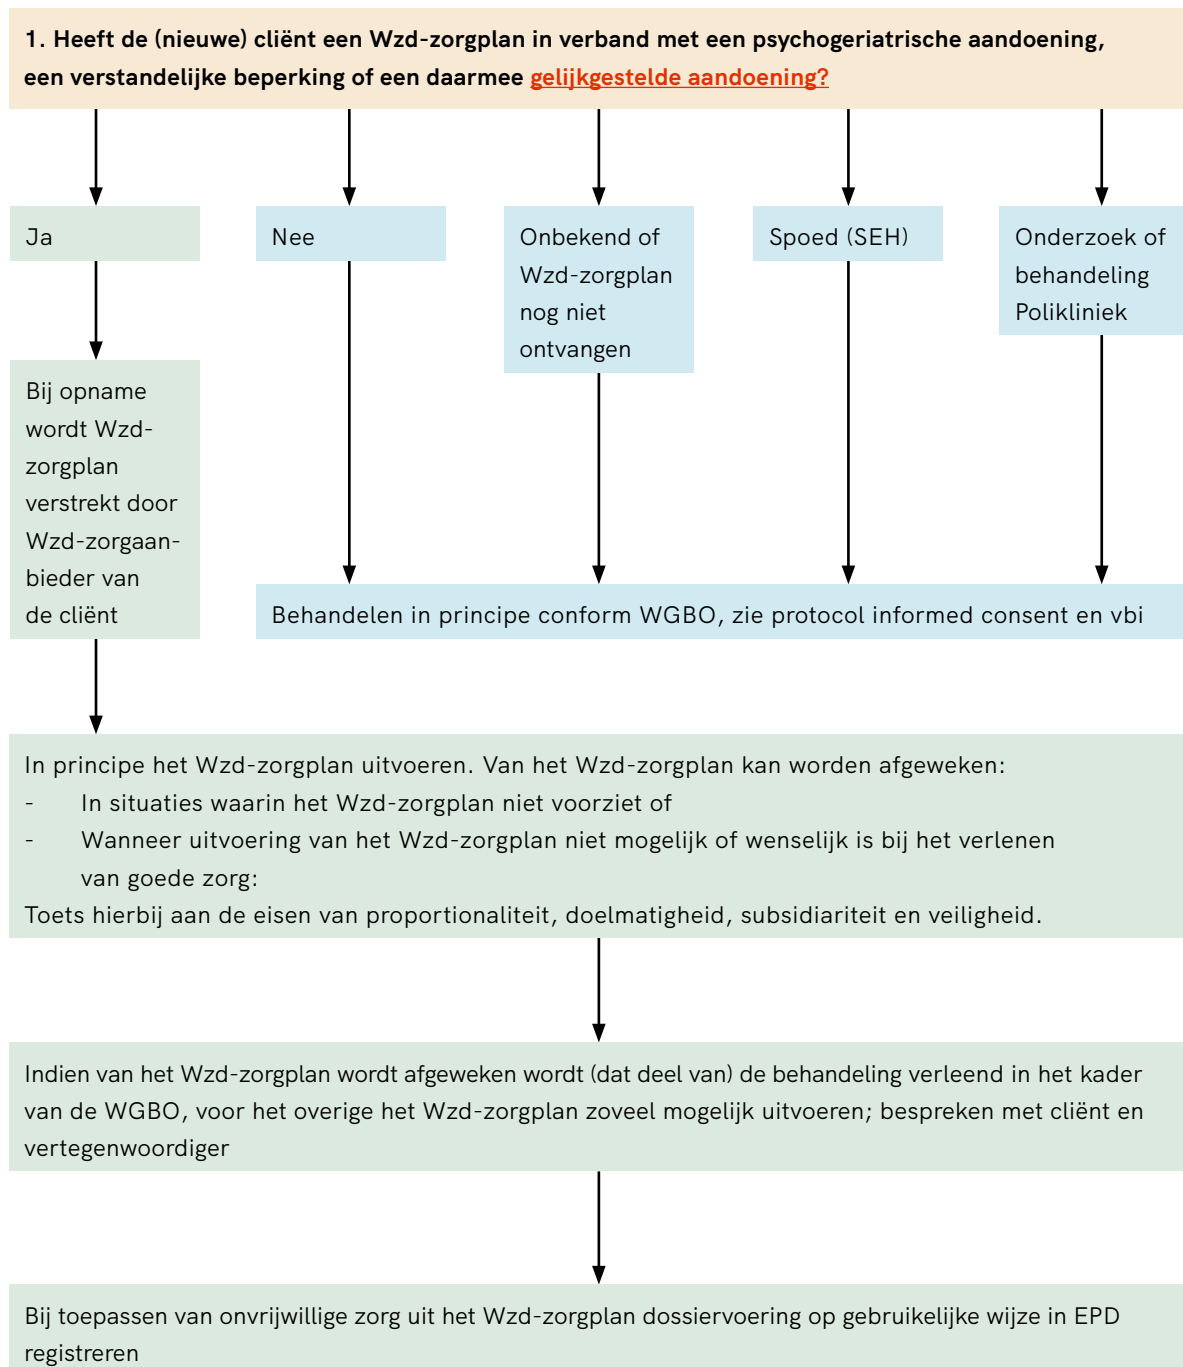 1. Heeft de (nieuwe) cliënt een Wzd-zorgplan in verband met een psychogeriatrische aandoening,
een verstandelijke beperking of een daarmee gelijkgestelde aandoening?
Ja
Nee
Onbekend of
Wzd-zorgplan
nog niet
ontvangen
Spoed (SEH)
Onderzoek of
behandeling
Polikliniek
Bij opname
wordt Wzd-
zorgplan
verstrekt door
Wzd-zorgaan-
bieder van
de cliënt
Behandelen in principe conform WGBO, zie protocol informed consent en vbi
In principe het Wzd-zorgplan uitvoeren. Van het Wzd-zorgplan kan worden afgeweken:
- In situaties waarin het Wzd-zorgplan niet voorziet of
- Wanneer uitvoering van het Wzd-zorgplan niet mogelijk of wenselijk is bij het verlenen
van goede zorg:
Toets hierbij aan de eisen van proportionaliteit, doelmatigheid, subsidiariteit en veiligheid.
Indien van het Wzd-zorgplan wordt afgeweken wordt (dat deel van) de behandeling verleend in het kader
van de WGBO, voor het overige het Wzd-zorgplan zoveel mogelijk uitvoeren; bespreken met cliënt en
vertegenwoordiger
Bij toepassen van onvrijwillige zorg uit het Wzd-zorgplan dossiervoering op gebruikelijke wijze in EPD
registreren